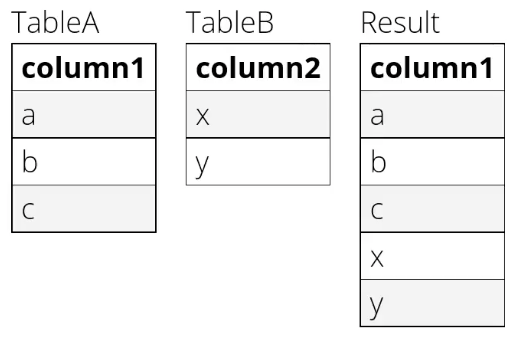 TableA TableB Result
column1 column2 column1
a x a
b y b
c c
x
y